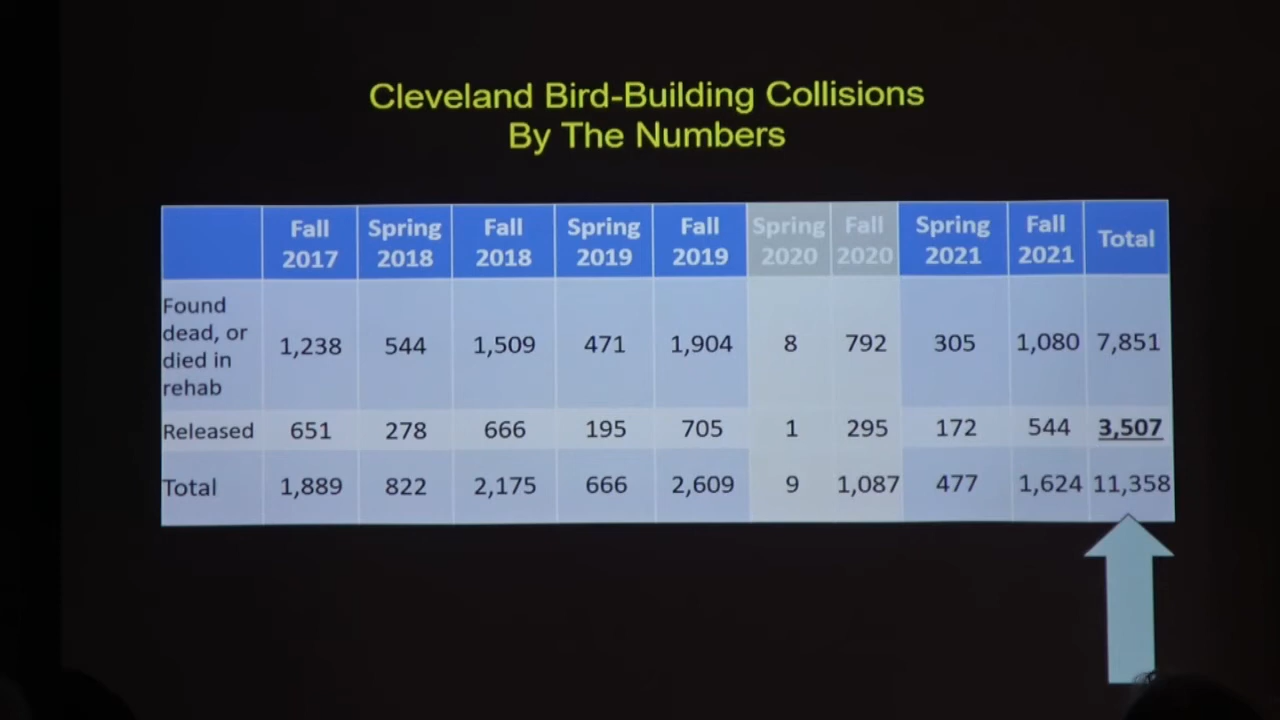 Cleveland Bird-Building Collisions
By The Numbers
Fall 2017 Spring 2018 Fall 2018 Spring 2019 Fall 2019 Spring 2020 Fall 2020 Spring 2021 Fall 2021 Total
Found dead, or died in rehab 1,238 544 1,509 471 1,904 8 792 305 1,080 7,851
Released 651 278 666 195 705 1 295 172 544 3,507
Total 1,889 822 2,175 666 2,609 9 1,087 477 1,624 11,358